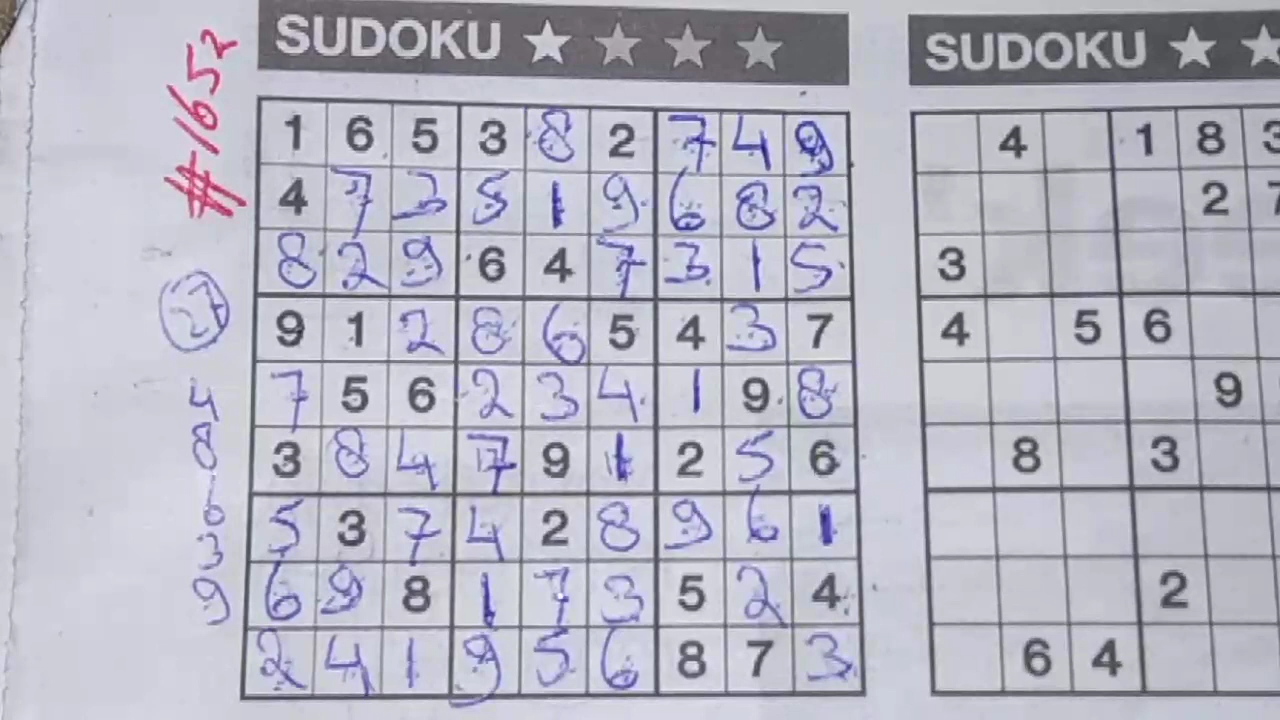 SUDOKU ★ ★ ★ ★
1 6 5 3 8 2 7 4 9
4 7 3 5 1 9 6 8 2
8 2 9 6 4 7 3 1 5
9 1 2 8 6 5 4 3 7
7 5 6 2 3 4 1 9 8
3 8 4 7 9 1 2 5 6
5 3 7 4 2 8 9 6 1
6 9 8 1 7 3 5 2 4
2 4 1 9 5 6 8 7 3
#1652
27
SUDOKU ★ ★
4 1 8 3
2 7
3
4 5 6
9
8 3
2
6 4